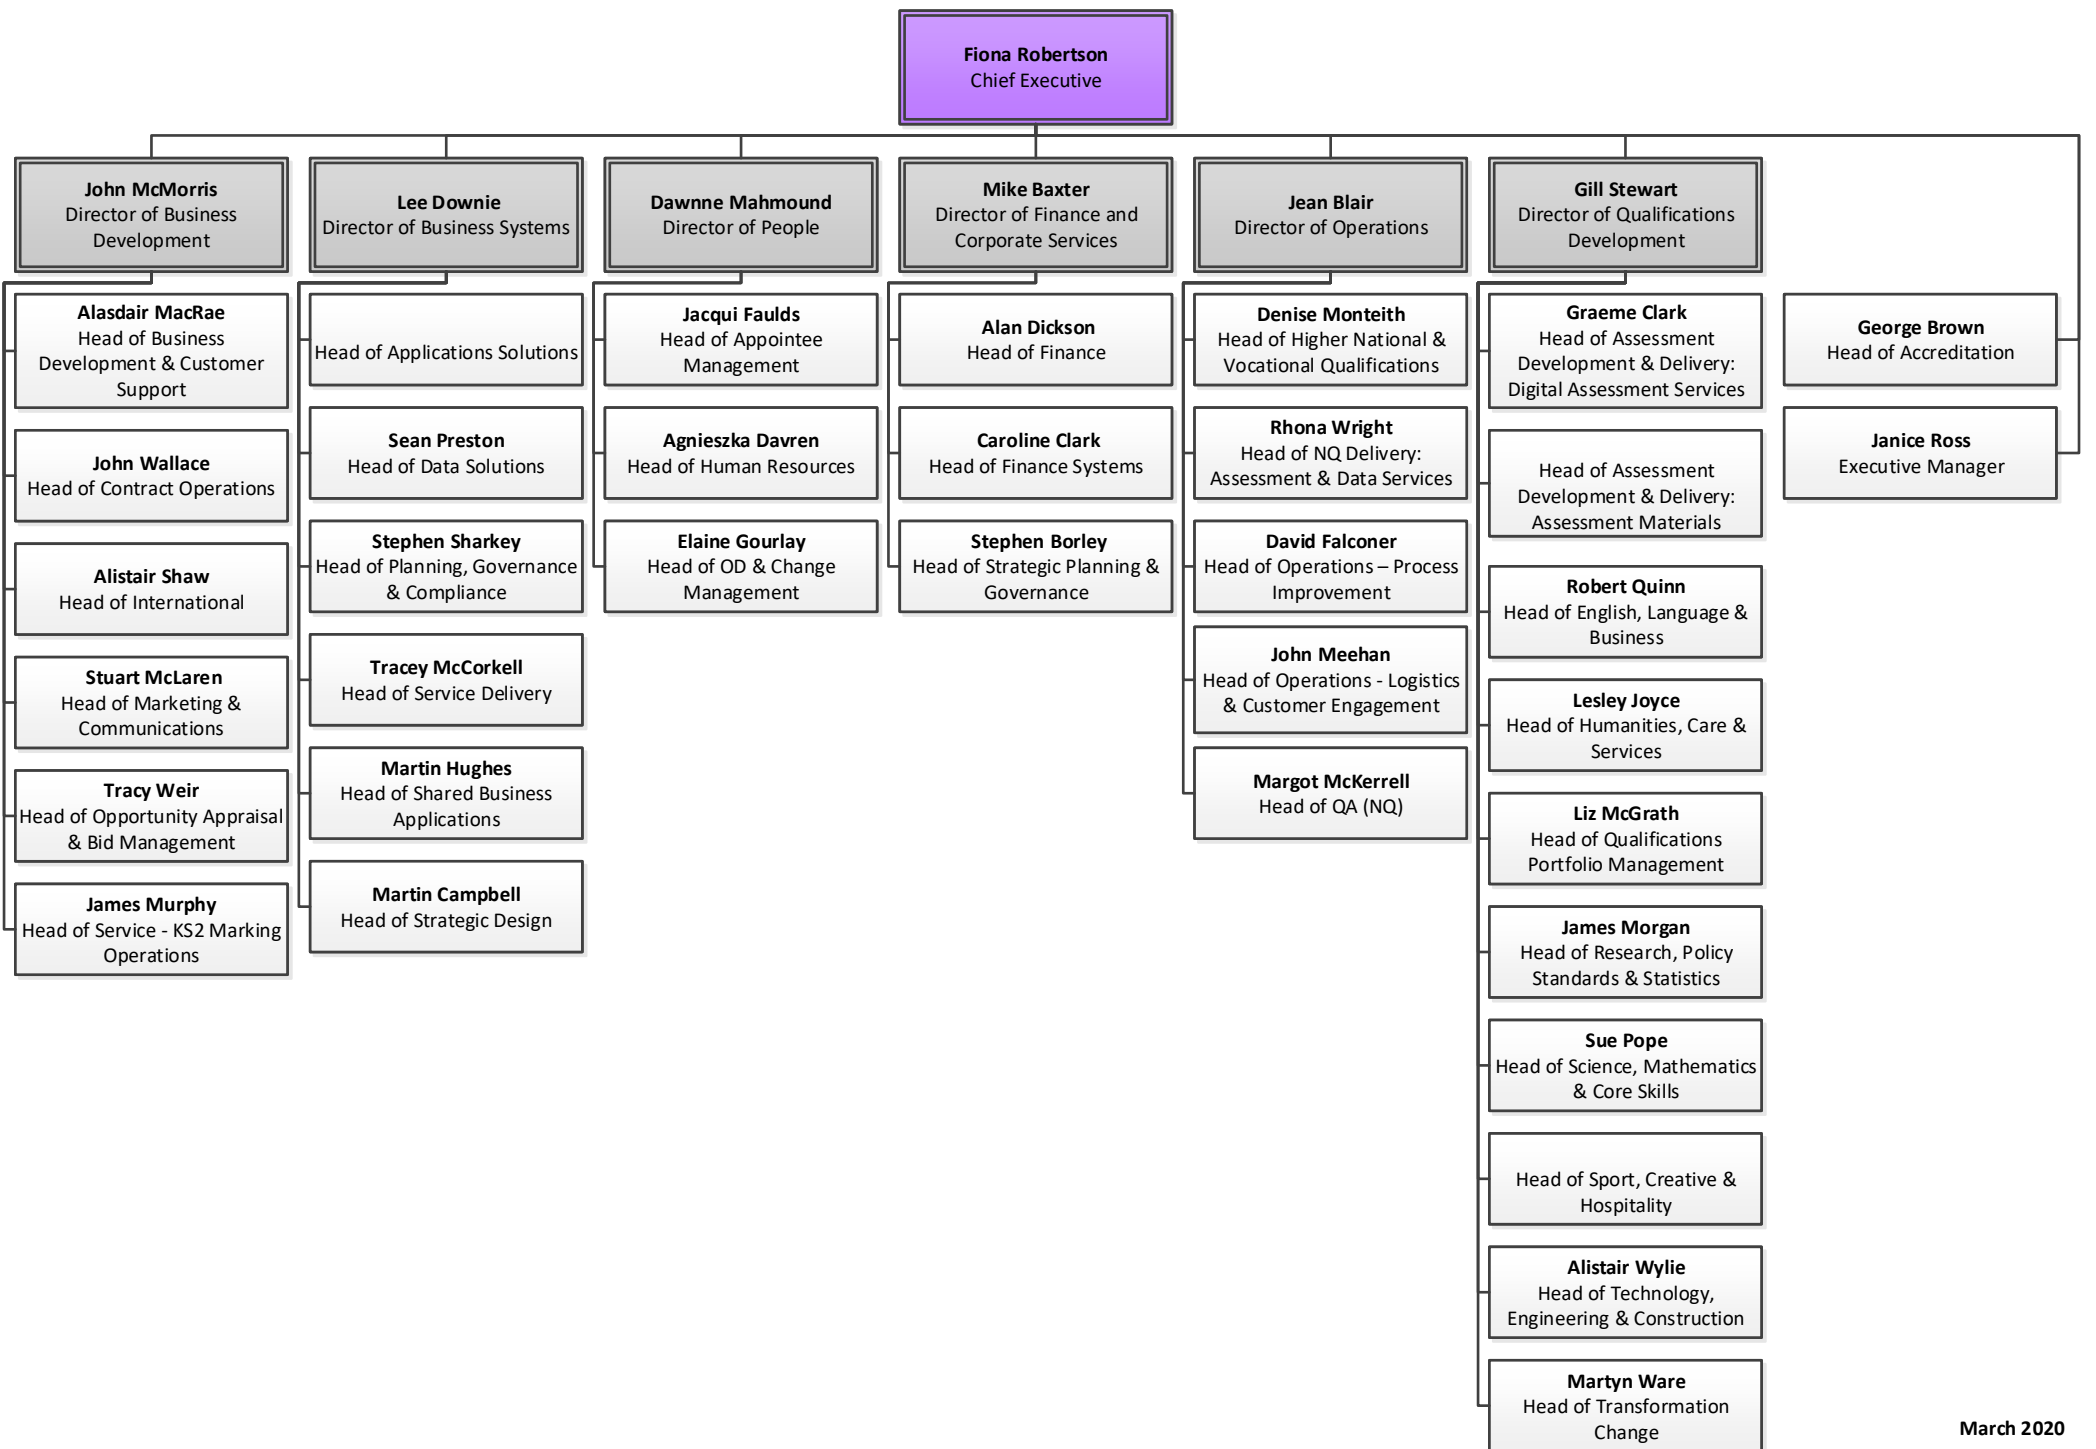 Fiona Robertson
Chief Executive
John McMorris
Director of Business
Development
Lee Downie
Director of Business Systems
Dawnne Mahmound
Director of People
Mike Baxter
Director of Finance and
Corporate Services
Jean Blair
Director of Operations
Gill Stewart
Director of Qualifications
Development
Alasdair MacRae
Head of Business
Development & Customer
Support
John Wallace
Head of Contract Operations
Alistair Shaw
Head of International
Stuart McLaren
Head of Marketing &
Communications
Tracy Weir
Head of Opportunity Appraisal
& Bid Management
James Murphy
Head of Service - KS2 Marking
Operations
Head of Applications Solutions
Sean Preston
Head of Data Solutions
Stephen Sharkey
Head of Planning, Governance
& Compliance
Tracey McCorkell
Head of Service Delivery
Martin Hughes
Head of Shared Business
Applications
Martin Campbell
Head of Strategic Design
Jacqui Faulds
Head of Appointee
Management
Agnieszka Davren
Head of Human Resources
Elaine Gourlay
Head of OD & Change
Management
Alan Dickson
Head of Finance
Caroline Clark
Head of Finance Systems
Stephen Borley
Head of Strategic Planning &
Governance
Denise Monteith
Head of Higher National &
Vocational Qualifications
Rhona Wright
Head of NQ Delivery:
Assessment & Data Services
David Falconer
Head of Operations – Process
Improvement
John Meehan
Head of Operations - Logistics
& Customer Engagement
Margot McKerrell
Head of QA (NQ)
Graeme Clark
Head of Assessment
Development & Delivery:
Digital Assessment Services
Head of Assessment
Development & Delivery:
Assessment Materials
Robert Quinn
Head of English, Language &
Business
Lesley Joyce
Head of Humanities, Care &
Services
Liz McGrath
Head of Qualifications
Portfolio Management
James Morgan
Head of Research, Policy
Standards & Statistics
Sue Pope
Head of Science, Mathematics
& Core Skills
Head of Sport, Creative &
Hospitality
Alistair Wylie
Head of Technology,
Engineering & Construction
Martyn Ware
Head of Transformation
Change
George Brown
Head of Accreditation
Janice Ross
Executive Manager
March 2020